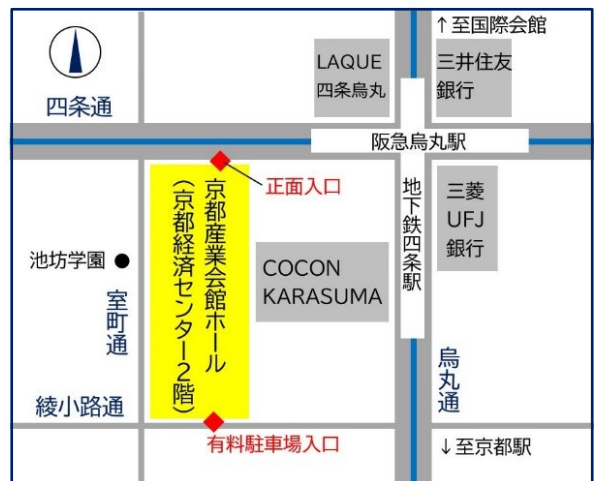 ↑至国際会館
LAQUE
四条烏丸
三井住友
銀行
四条通
阪急烏丸駅
正面入口
京都産業会館ホール
（京都経済センター2階）
地下鉄四条駅
三菱
UFJ
銀行
池坊学園
COCON
KARASUMA
室町通
烏丸通
綾小路通
有料駐車場入口
↓至京都駅